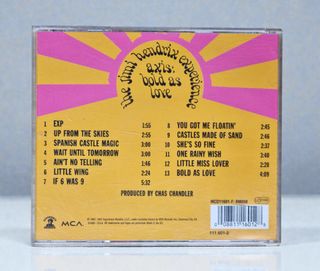 the jimi hendrix experience
axis:
bold as
love
1 EXP 1:55
2 UP FROM THE SKIES 2:55
3 SPANISH CASTLE MAGIC 3:00
4 WAIT UNTIL TOMORROW 3:00
5 AIN'T NO TELLING 1:46
6 LITTLE WING 2:24
7 IF 6 WAS 9 5:32
8 YOU GOT ME FLOATIN' 2:45
9 CASTLES MADE OF SAND 2:46
10 SHE'S SO FINE 2:37
11 ONE RAINY WISH 3:40
12 LITTLE MISS LOVER 2:20
13 BOLD AS LOVE 4:09
PRODUCED BY CHAS CHANDLER
MCA
111 601-2